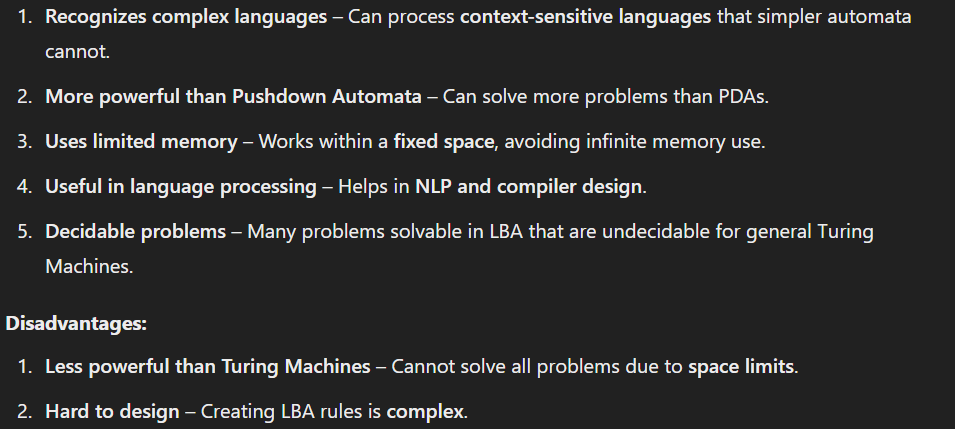 1. Recognizes complex languages – Can process context-sensitive languages that simpler automata
cannot.
2. More powerful than Pushdown Automata – Can solve more problems than PDAs.
3. Uses limited memory – Works within a fixed space, avoiding infinite memory use.
4. Useful in language processing – Helps in NLP and compiler design.
5. Decidable problems – Many problems solvable in LBA that are undecidable for general Turing
Machines.
Disadvantages:
1. Less powerful than Turing Machines – Cannot solve all problems due to space limits.
2. Hard to design – Creating LBA rules is complex.